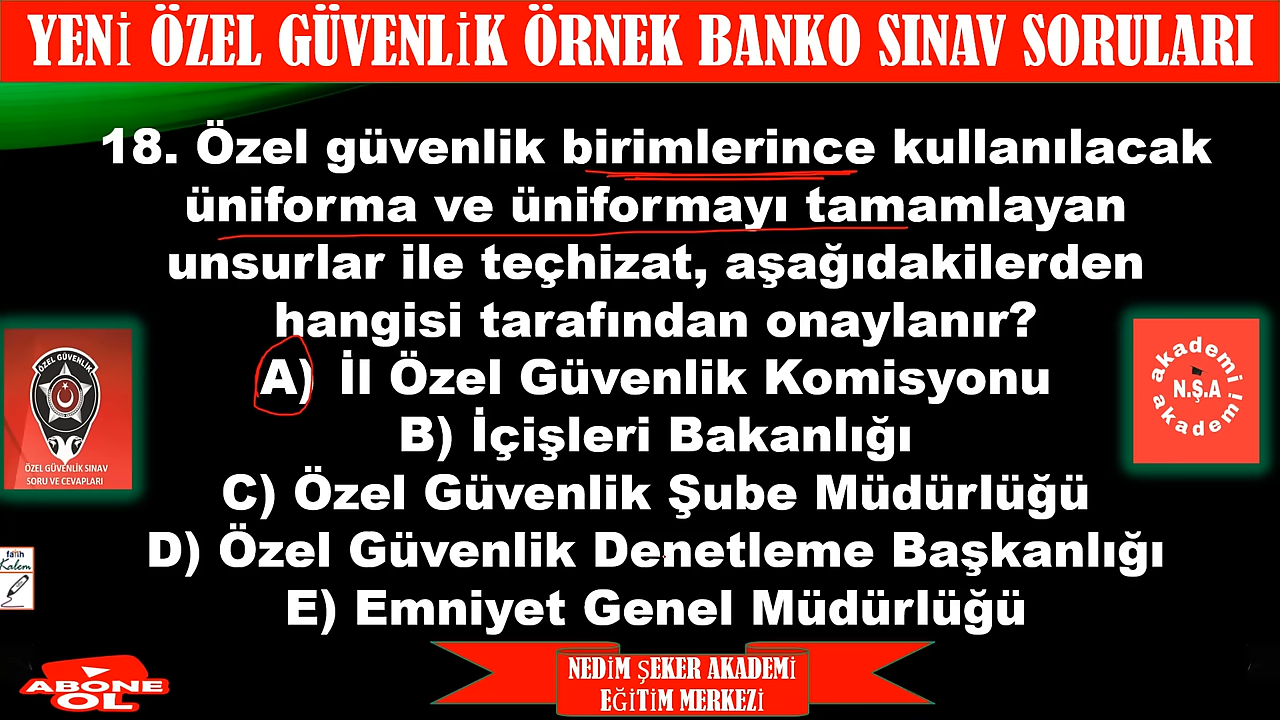 YENİ ÖZEL GÜVENLİK ÖRNEK BANKO SINAV SORULARI
18. Özel güvenlik birimlerince kullanılacak
üniforma ve üniformayı tamamlayan
unsurlar ile teçhizat, aşağıdakilerden
hangisi tarafından onaylanır?
A) İl Özel Güvenlik Komisyonu
B) İçişleri Bakanlığı
C) Özel Güvenlik Şube Müdürlüğü
D) Özel Güvenlik Denetleme Başkanlığı
E) Emniyet Genel Müdürlüğü
ÖZEL GÜVENLİK
ÖZEL GÜVENLİK SINAV
SORU VE CEVAPLARI
akademi
N.Ş.A
akademi
fatih
Kalem
ABONE
OL
NEDİM ŞEKER AKADEMİ
EĞİTİM MERKEZİ